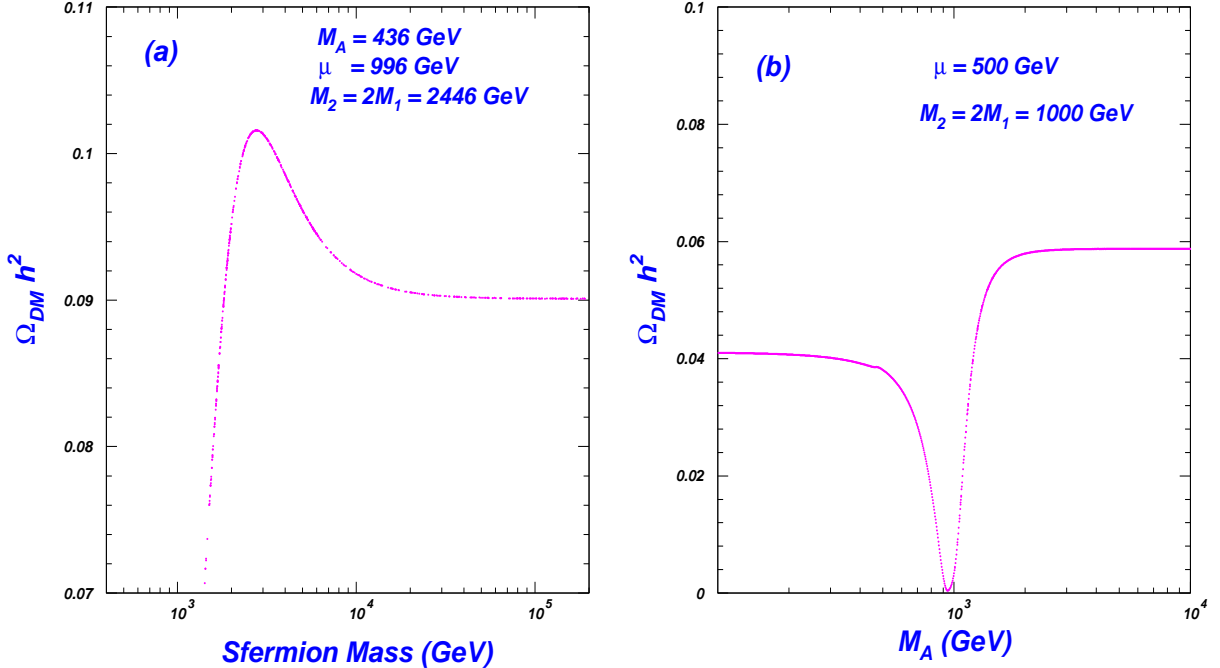 (a)
M_A = 436 GeV
μ = 996 GeV
M_2 = 2M_1 = 2446 GeV
0.11
0.1
0.09
0.08
0.07
Ω_DM h^2
10^3
10^4
10^5
Sfermion Mass (GeV)
(b)
μ = 500 GeV
M_2 = 2M_1 = 1000 GeV
0.1
0.08
0.06
0.04
0.02
0
Ω_DM h^2
10^3
10^4
M_A (GeV)